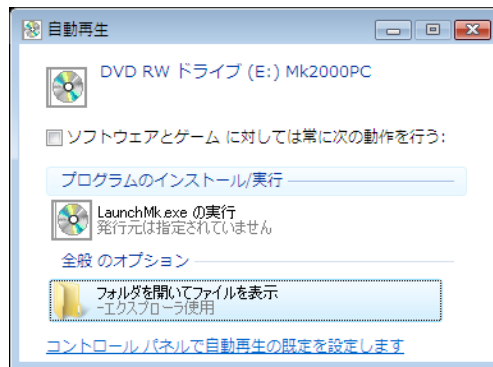 自動再生
DVD RW ドライブ (E:) Mk2000PC
ソフトウェアとゲーム に対しては常に次の動作を行う:
プログラムのインストール/実行
LaunchMk.exe の実行
発行元は指定されていません
全般 のオプション
フォルダを開いてファイルを表示
-エクスプローラ使用
コントロール パネルで自動再生の既定を設定します